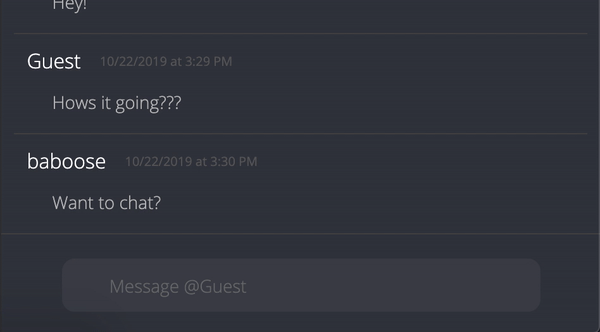 Hey!
Guest 10/22/2019 at 3:29 PM
Hows it going???
baboose 10/22/2019 at 3:30 PM
Want to chat?
Message @Guest